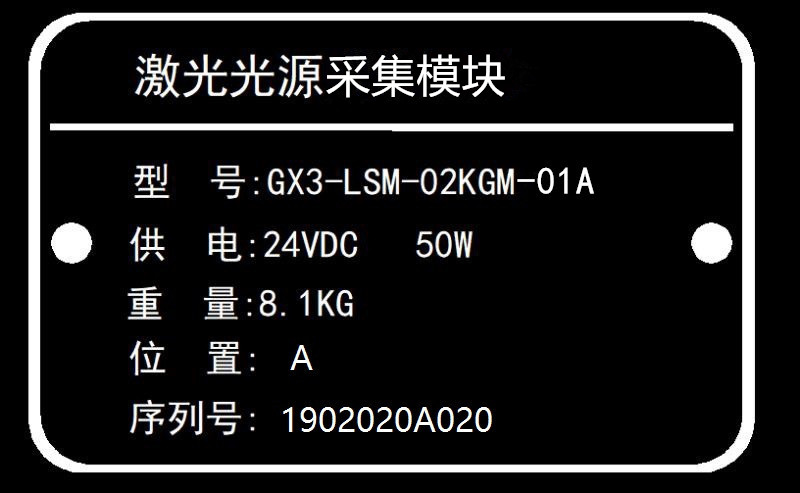 激光光源采集模块
型 号:GX3-LSM-02KGM-01A
供 电:24VDC 50W
重 量:8.1KG
位 置: A
序列号: 1902020A020